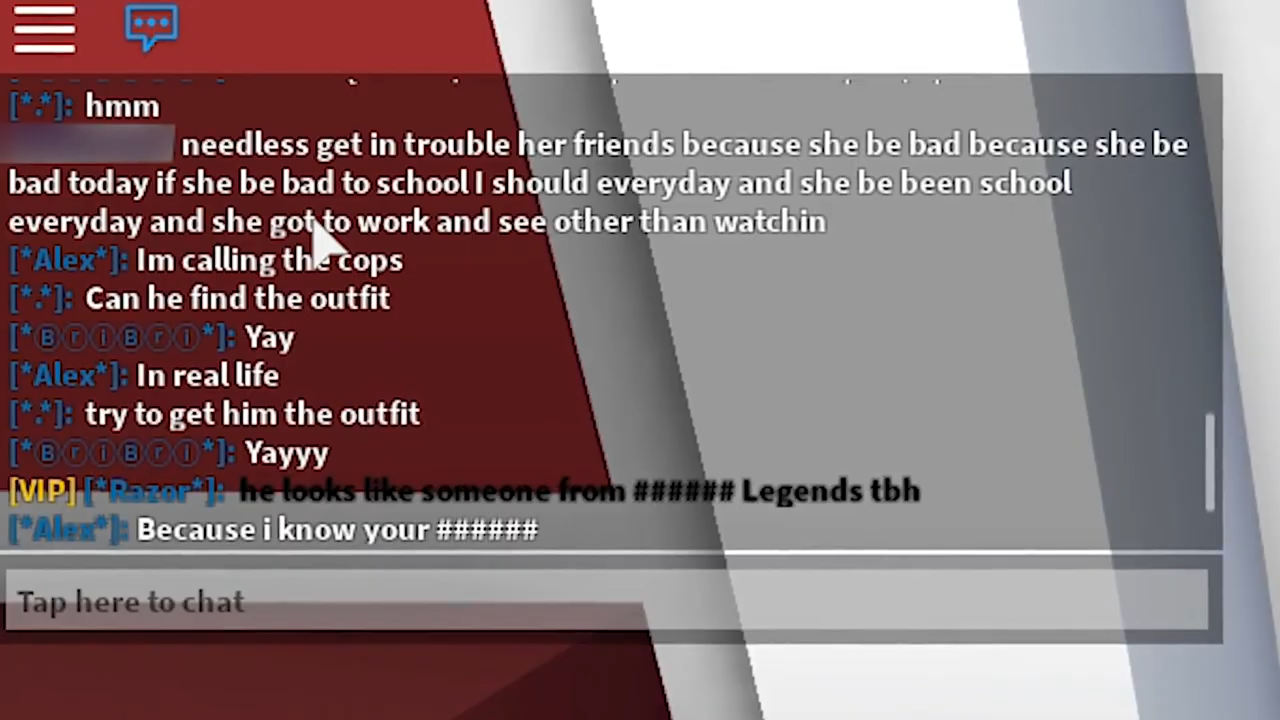 [*.*]: hmm
needless get in trouble her friends because she be bad because she be
bad today if she be bad to school I should everyday and she be been school
everyday and she got to work and see other than watchin
[*Alex*]: Im calling the cops
[*.*]: Can he find the outfit
[*ⒷⓡⓘⒷⓡⓘ*]: Yay
[*Alex*]: In real life
[*.*]: try to get him the outfit
[*ⒷⓡⓘⒷⓡⓘ*]: Yayyy
[VIP] [*Razor*]: he looks like someone from ###### Legends tbh
[*Alex*]: Because i know your ######
Tap here to chat